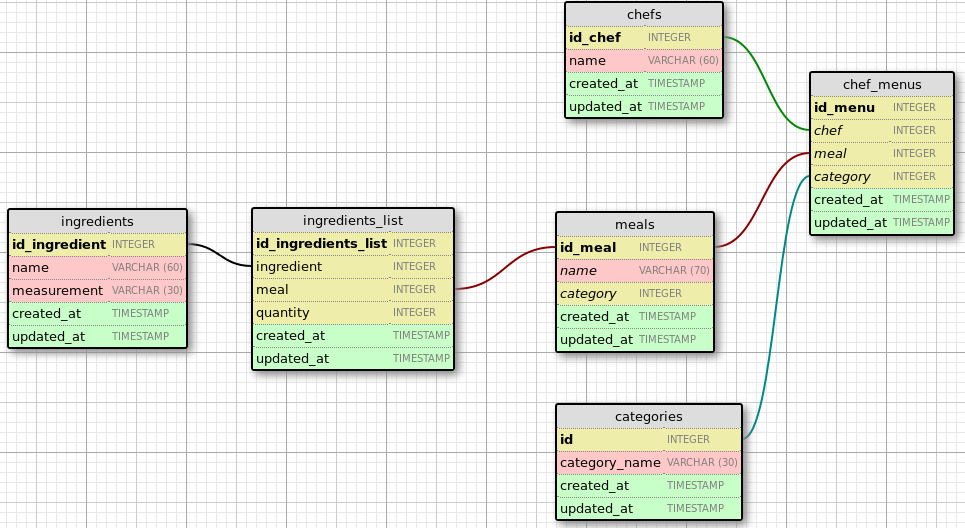 chefs
id_chef INTEGER
name VARCHAR (60)
created_at TIMESTAMP
updated_at TIMESTAMP
chef_menus
id_menu INTEGER
chef INTEGER
meal INTEGER
category INTEGER
created_at TIMESTAMP
updated_at TIMESTAMP
ingredients
id_ingredient INTEGER
name VARCHAR (60)
measurement VARCHAR (30)
created_at TIMESTAMP
updated_at TIMESTAMP
ingredients_list
id_ingredients_list INTEGER
ingredient INTEGER
meal INTEGER
quantity INTEGER
created_at TIMESTAMP
updated_at TIMESTAMP
meals
id_meal INTEGER
name VARCHAR (70)
category INTEGER
created_at TIMESTAMP
updated_at TIMESTAMP
categories
id INTEGER
category_name VARCHAR (30)
created_at TIMESTAMP
updated_at TIMESTAMP